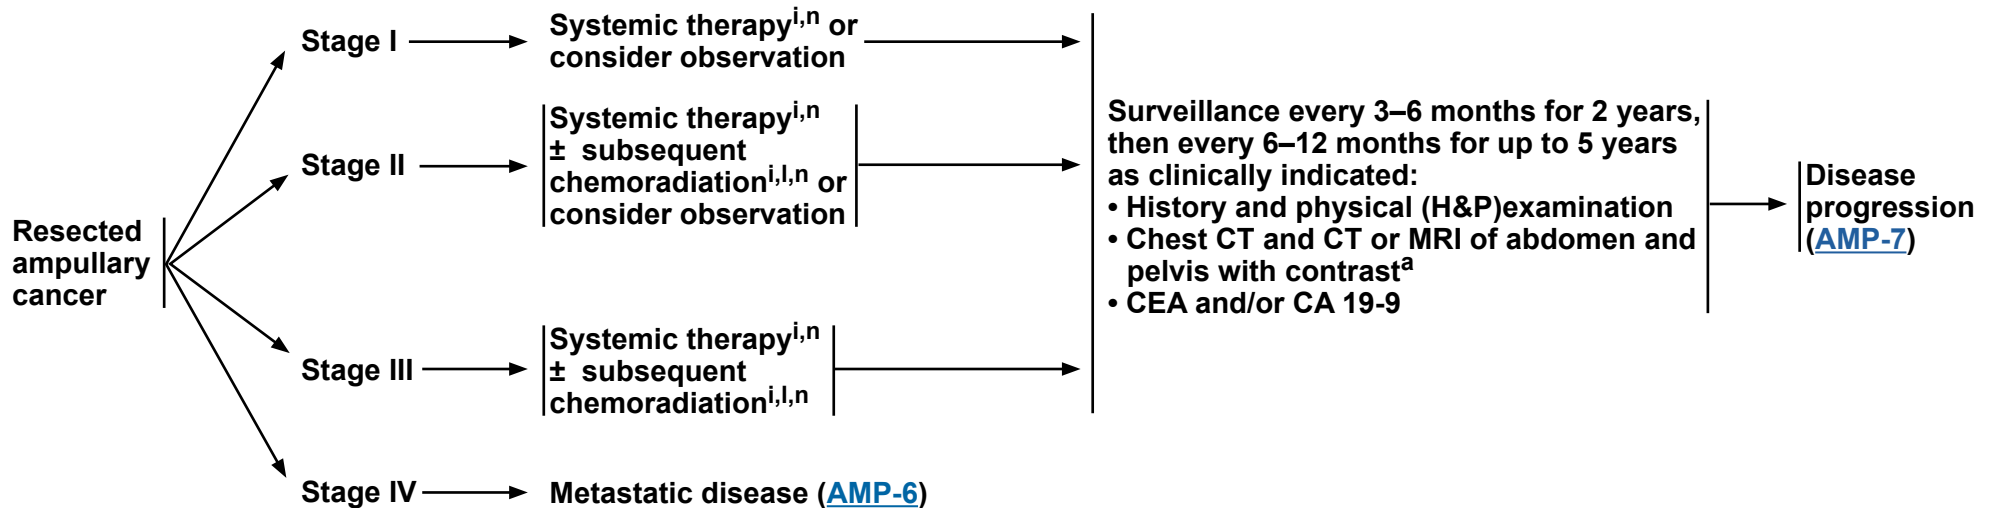 Resected
ampullary
cancer
Stage I
Systemic therapyi,n or
consider observation
Stage II
Systemic therapyi,n
± subsequent
chemoradiationi,l,n or
consider observation
Stage III
Systemic therapyi,n
± subsequent
chemoradiationi,l,n
Stage IV
Metastatic disease (AMP-6)
Surveillance every 3–6 months for 2 years,
then every 6–12 months for up to 5 years
as clinically indicated:
• History and physical (H&P)examination
• Chest CT and CT or MRI of abdomen and
pelvis with contrasta
• CEA and/or CA 19-9
Disease
progression
(AMP-7)